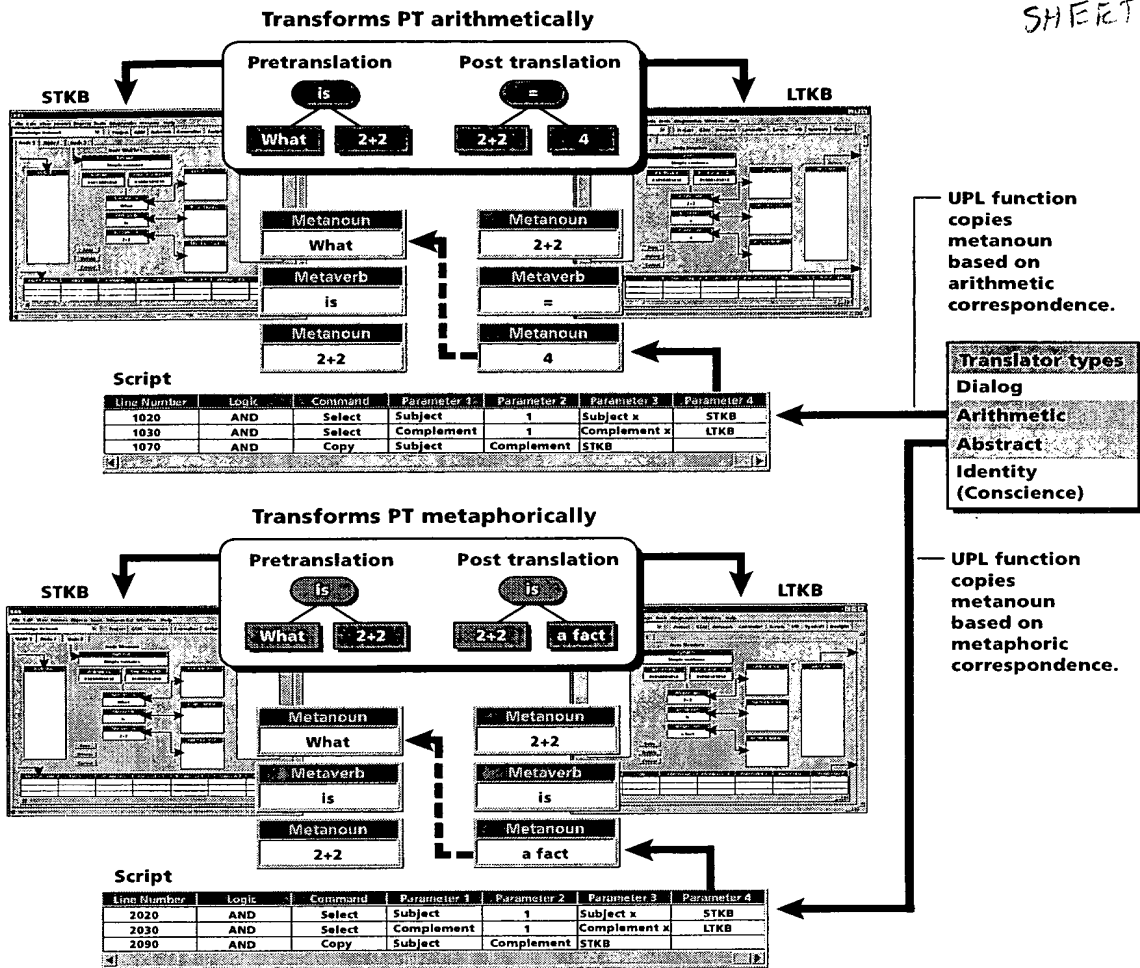 SHEET
Transforms PT arithmetically
Pretranslation
is
What 2+2
Post translation
=
2+2 4
STKB
LTKB
Metanoun
What
Metaverb
is
Metanoun
2+2
Metanoun
2+2
Metaverb
=
Metanoun
4
UPL function
copies
metanoun
based on
arithmetic
correspondence.
Script
Line Number Logic Command Parameter 1 Parameter 2 Parameter 3 Parameter 4
1020 AND Select Subject 1 Subject x STKB
1030 AND Select Complement 1 Complement x LTKB
1070 AND Copy Subject Complement STKB
Translator types
Dialog
Arithmetic
Abstract
Identity
(Conscience)
Transforms PT metaphorically
Pretranslation
is
What 2+2
Post translation
is
2+2 a fact
STKB
LTKB
Metanoun
What
Metaverb
is
Metanoun
2+2
Metanoun
2+2
Metaverb
is
Metanoun
a fact
UPL function
copies
metanoun
based on
metaphoric
correspondence.
Script
Line Number Logic Command Parameter 1 Parameter 2 Parameter 3 Parameter 4
2020 AND Select Subject 1 Subject x STKB
2030 AND Select Complement 1 Complement x LTKB
2090 AND Copy Subject Complement STKB